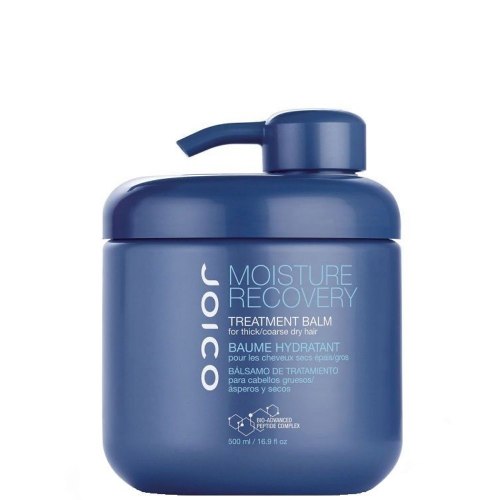 JOICO
MOISTURE
RECOVERY
TREATMENT BALM
for thick/coarse dry hair
BAUME HYDRATANT
pour les cheveux secs épais/gros
BÁLSAMO DE TRATAMIENTO
para cabellos gruesos/
ásperos y secos
BIO-ADVANCED
PEPTIDE COMPLEX
500 ml / 16.9 fl oz